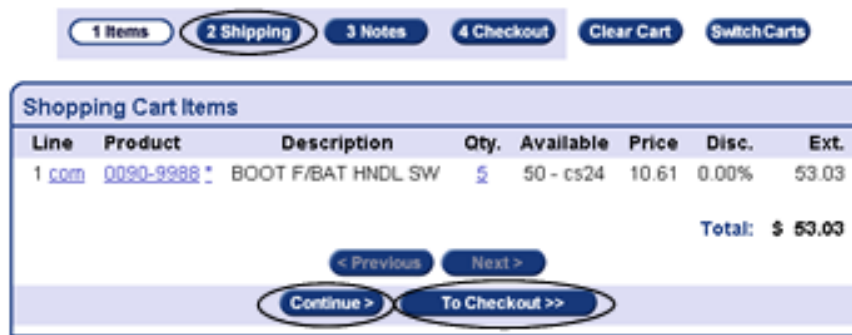 1 Items 2 Shipping 3 Notes 4 Checkout Clear Cart Switch Carts
Shopping Cart Items
Line Product Description Qty. Available Price Disc. Ext.
1 com 0090-9988 * BOOT F/BAT HNDL SW 5 50 - cs24 10.61 0.00% 53.03
Total: $ 53.03
< Previous Next >
Continue > To Checkout >>